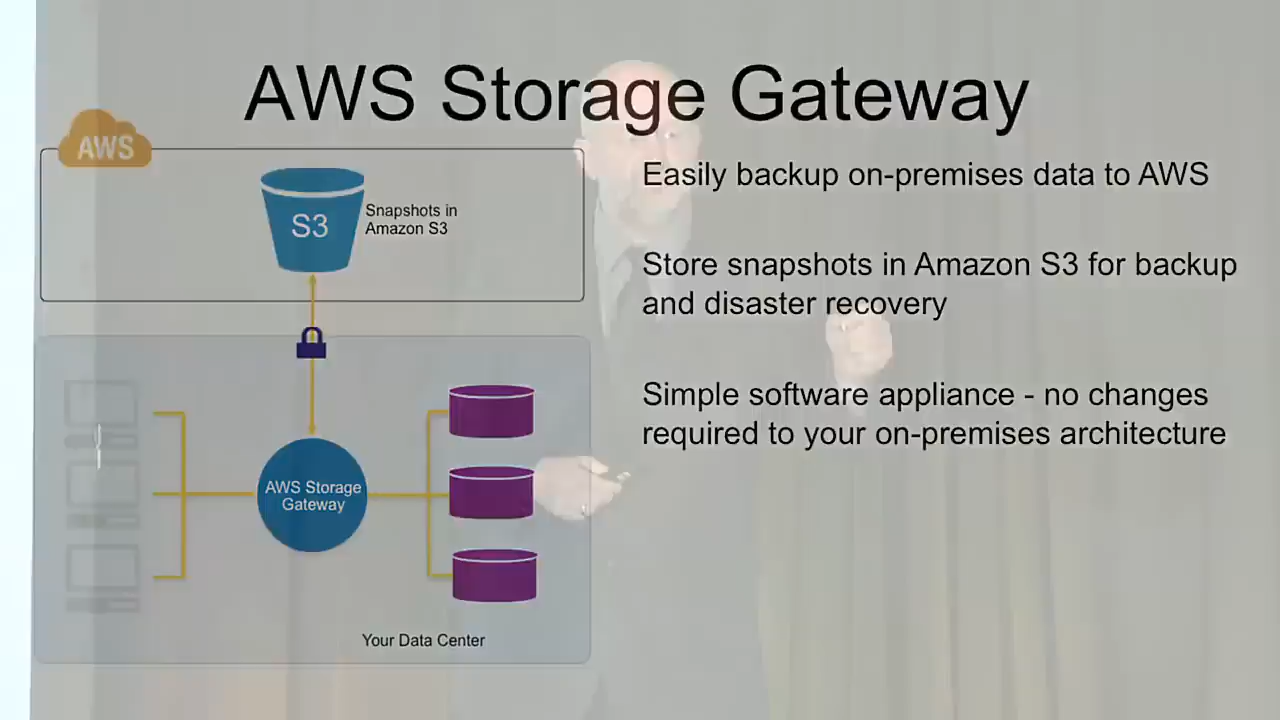 AWS Storage Gateway
AWS
S3
Snapshots in
Amazon S3
AWS Storage
Gateway
Your Data Center
Easily backup on-premises data to AWS
Store snapshots in Amazon S3 for backup
and disaster recovery
Simple software appliance - no changes
required to your on-premises architecture